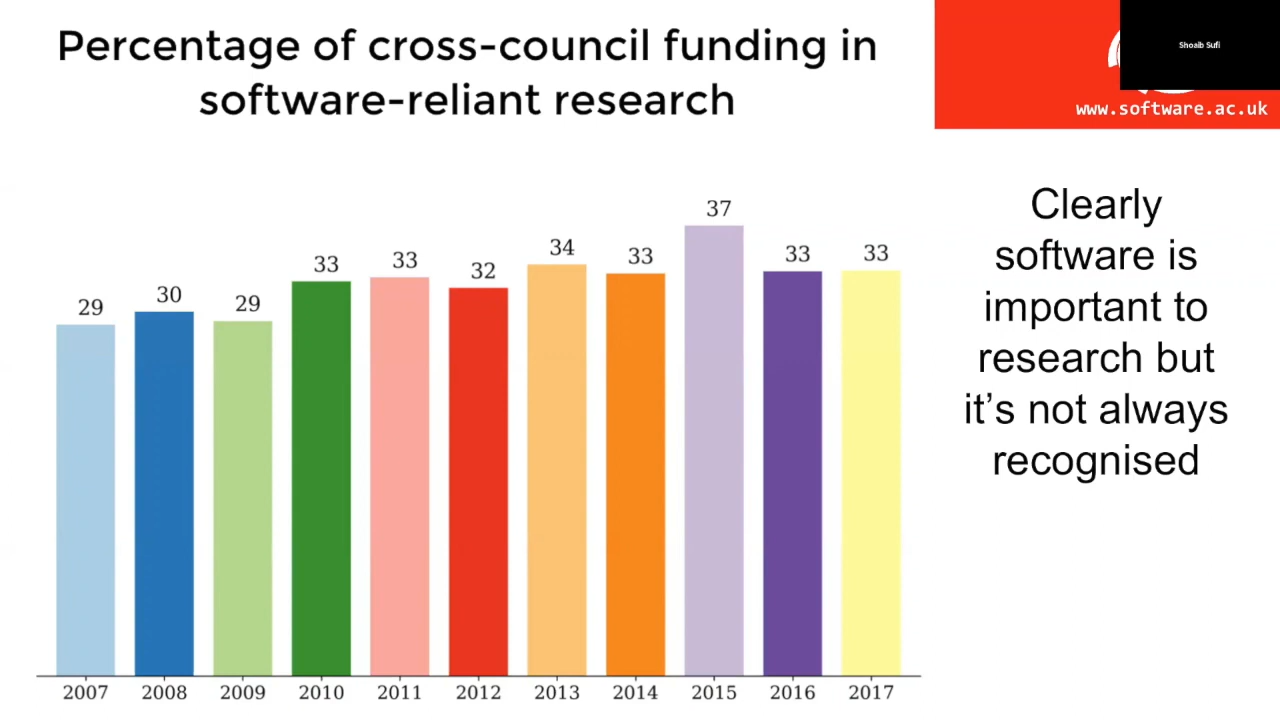 Percentage of cross-council funding in
software-reliant research
Shoaib Sufi
www.software.ac.uk
Clearly
software is
important to
research but
it's not always
recognised
29 30 29 33 33 32 34 33 37 33 33
2007 2008 2009 2010 2011 2012 2013 2014 2015 2016 2017